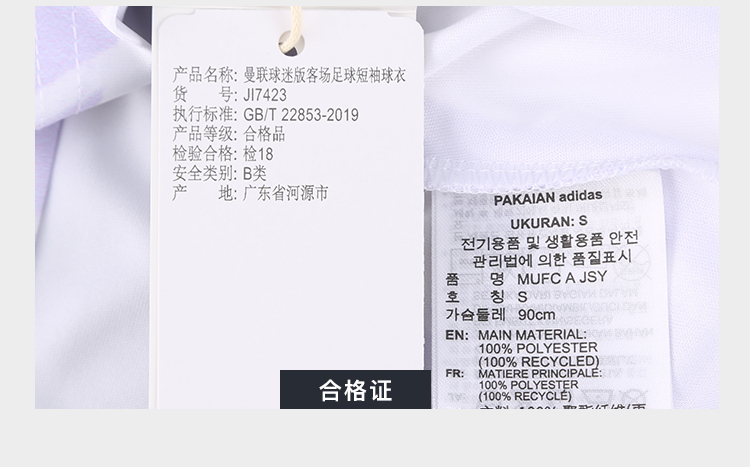 产品名称: 曼联球迷版客场足球短袖球衣
货 号: JI7423
执行标准: GB/T 22853-2019
产品等级: 合格品
检验合格: 检18
安全类别: B类
产 地: 广东省河源市
PAKAIAN adidas
UKURAN: S
전기용품 및 생활용품 안전
관리법에 의한 품질표시
품 명 MUFC A JSY
호 칭 S
가슴둘레 90cm
EN: MAIN MATERIAL:
100% POLYESTER
(100% RECYCLED)
FR: MATIERE PRINCIPALE:
100% POLYESTER
(100% RECYCLÉ)
合格证